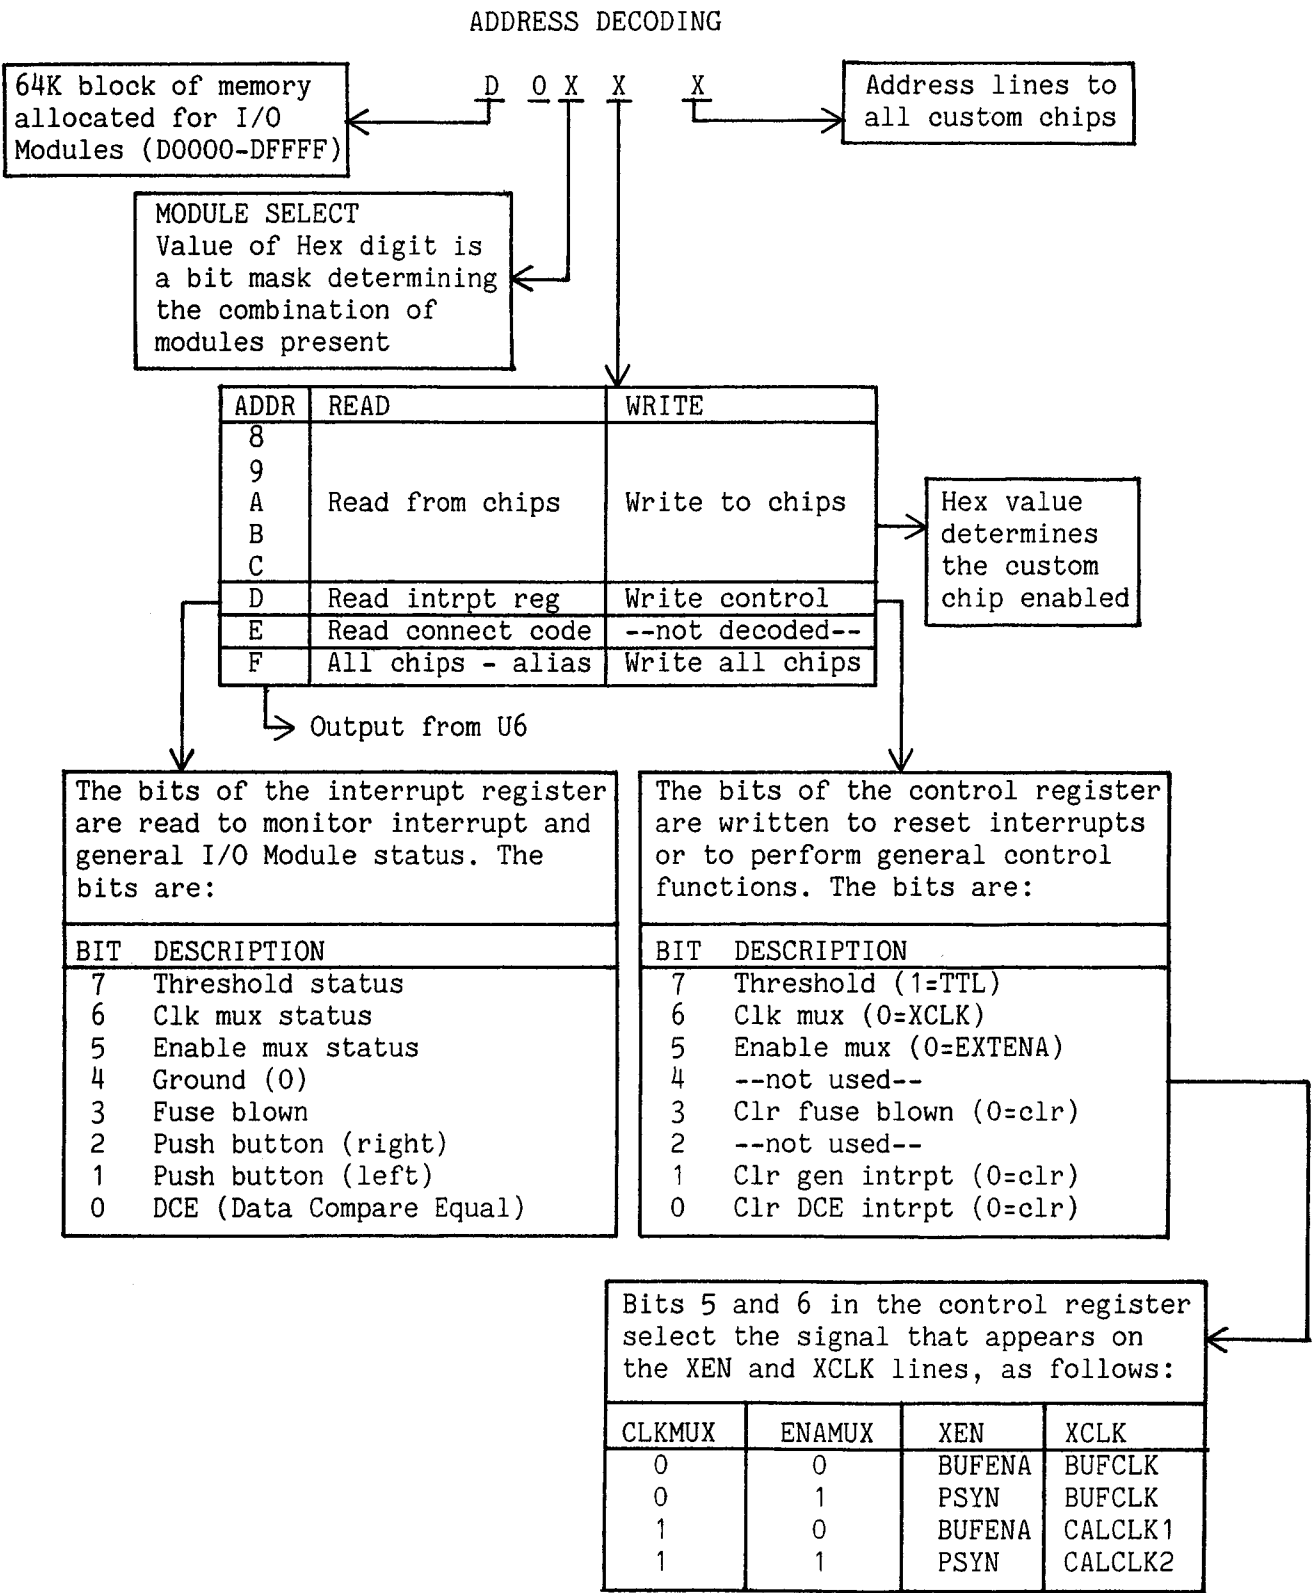 ADDRESS DECODING
D 0 X X X
64K block of memory
allocated for I/O
Modules (D0000-DFFFF)
Address lines to
all custom chips
MODULE SELECT
Value of Hex digit is
a bit mask determining
the combination of
modules present
ADDR READ WRITE
8
9
A Read from chips Write to chips
B
C
D Read intrpt reg Write control
E Read connect code --not decoded--
F All chips - alias Write all chips
Hex value
determines
the custom
chip enabled
Output from U6
The bits of the interrupt register
are read to monitor interrupt and
general I/O Module status. The
bits are:
BIT DESCRIPTION
7 Threshold status
6 Clk mux status
5 Enable mux status
4 Ground (0)
3 Fuse blown
2 Push button (right)
1 Push button (left)
0 DCE (Data Compare Equal)
The bits of the control register
are written to reset interrupts
or to perform general control
functions. The bits are:
BIT DESCRIPTION
7 Threshold (1=TTL)
6 Clk mux (0=XCLK)
5 Enable mux (0=EXTENA)
4 --not used--
3 Clr fuse blown (0=clr)
2 --not used--
1 Clr gen intrpt (0=clr)
0 Clr DCE intrpt (0=clr)
Bits 5 and 6 in the control register
select the signal that appears on
the XEN and XCLK lines, as follows:
CLKMUX ENAMUX XEN XCLK
0 0 BUFENA BUFCLK
0 1 PSYN BUFCLK
1 0 BUFENA CALCLK1
1 1 PSYN CALCLK2